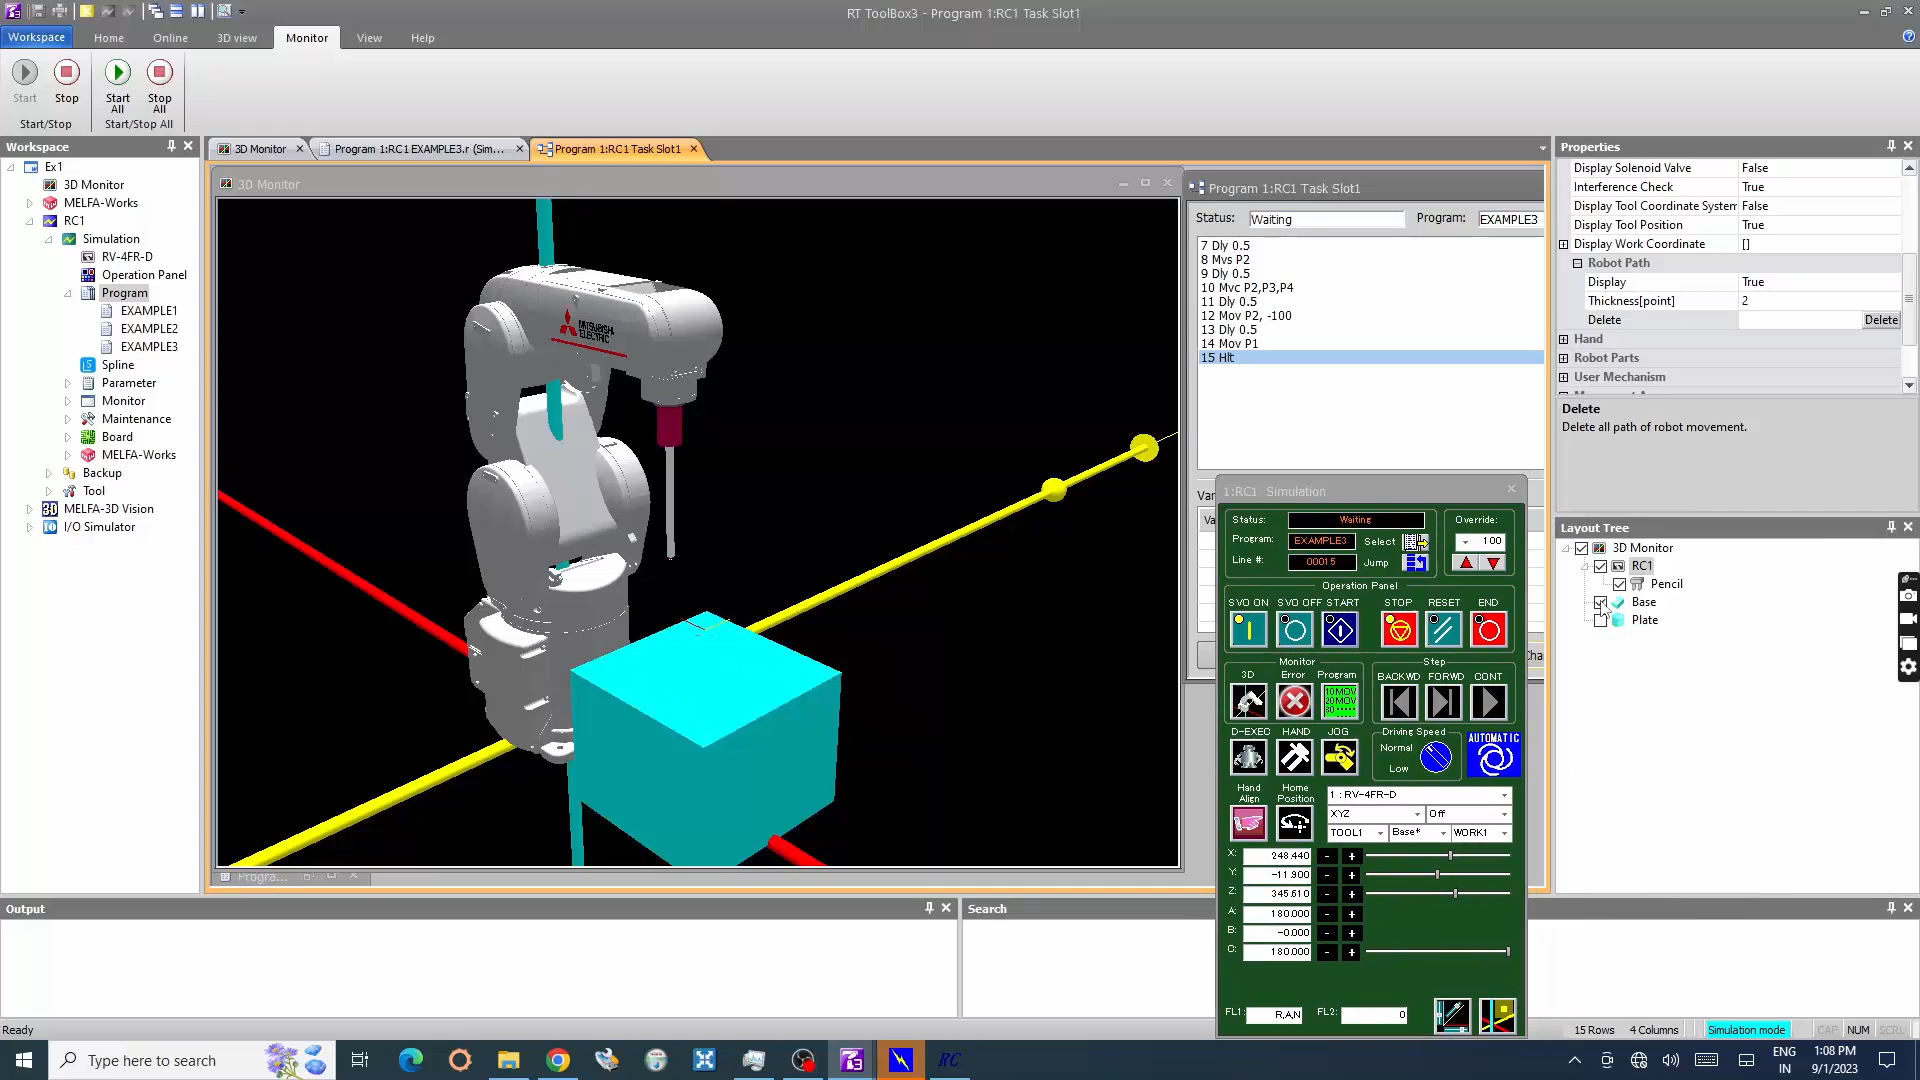 RT ToolBox3 - Program 1:RC1 Task Slot1
Workspace Home Online 3D view Monitor View Help
Start Stop Start All Stop All
Start/Stop Start/Stop All
Workspace
Ex1
3D Monitor
MELFA-Works
RC1
Simulation
RV-4FR-D
Operation Panel
Program
EXAMPLE1
EXAMPLE2
EXAMPLE3
Spline
Parameter
Monitor
Maintenance
Board
MELFA-Works
Backup
Tool
MELFA-3D Vision
I/O Simulator
3D Monitor
Program 1:RC1 EXAMPLE3.r (Sim...
Program 1:RC1 Task Slot1
3D Monitor
MITSUBISHI
ELECTRIC
Progra...
Program 1:RC1 Task Slot1
Status: Waiting Program: EXAMPLE3
7 Dly 0.5
8 Mvs P2
9 Dly 0.5
10 Mvc P2,P3,P4
11 Dly 0.5
12 Mov P2, -100
13 Dly 0.5
14 Mov P1
15 Hlt
Var
Va
Cha
1:RC1 Simulation
Status: Waiting Override:
Program: EXAMPLE3 Select 100
Line #: 00015 Jump
Operation Panel
SVO ON SVO OFF START STOP RESET END
Monitor Step
3D Error Program BACKWD FORWD CONT
10MOV
20MOV
D-EXEC HAND JOG Driving Speed
Normal
Low
AUTOMATIC
Hand Align Home Position
1 : RV-4FR-D
XYZ Off
TOOL1 Base* WORK1
X: 248.440 - +
Y: -11.900 - +
Z: 345.610 - +
A: 180.000 - +
B: -0.000 - +
C: 180.000 - +
FL1: R,A,N FL2: 0
Properties
Display Solenoid Valve False
Interference Check True
Display Tool Coordinate System False
Display Tool Position True
Display Work Coordinate []
Robot Path
Display True
Thickness[point] 2
Delete Delete
Hand
Robot Parts
User Mechanism
Delete
Delete all path of robot movement.
Layout Tree
3D Monitor
RC1
Pencil
Base
Plate
Output
Search
Ready
15 Rows 4 Columns Simulation mode CAP NUM SCRL
Type here to search
RC
ENG
IN
1:08 PM
9/1/2023